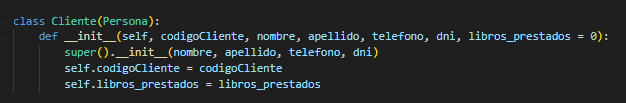 class Cliente(Persona):
    def __init__(self, codigoCliente, nombre, apellido, telefono, dni, libros_prestados = 0):
        super().__init__(nombre, apellido, telefono, dni)
        self.codigoCliente = codigoCliente
        self.libros_prestados = libros_prestados